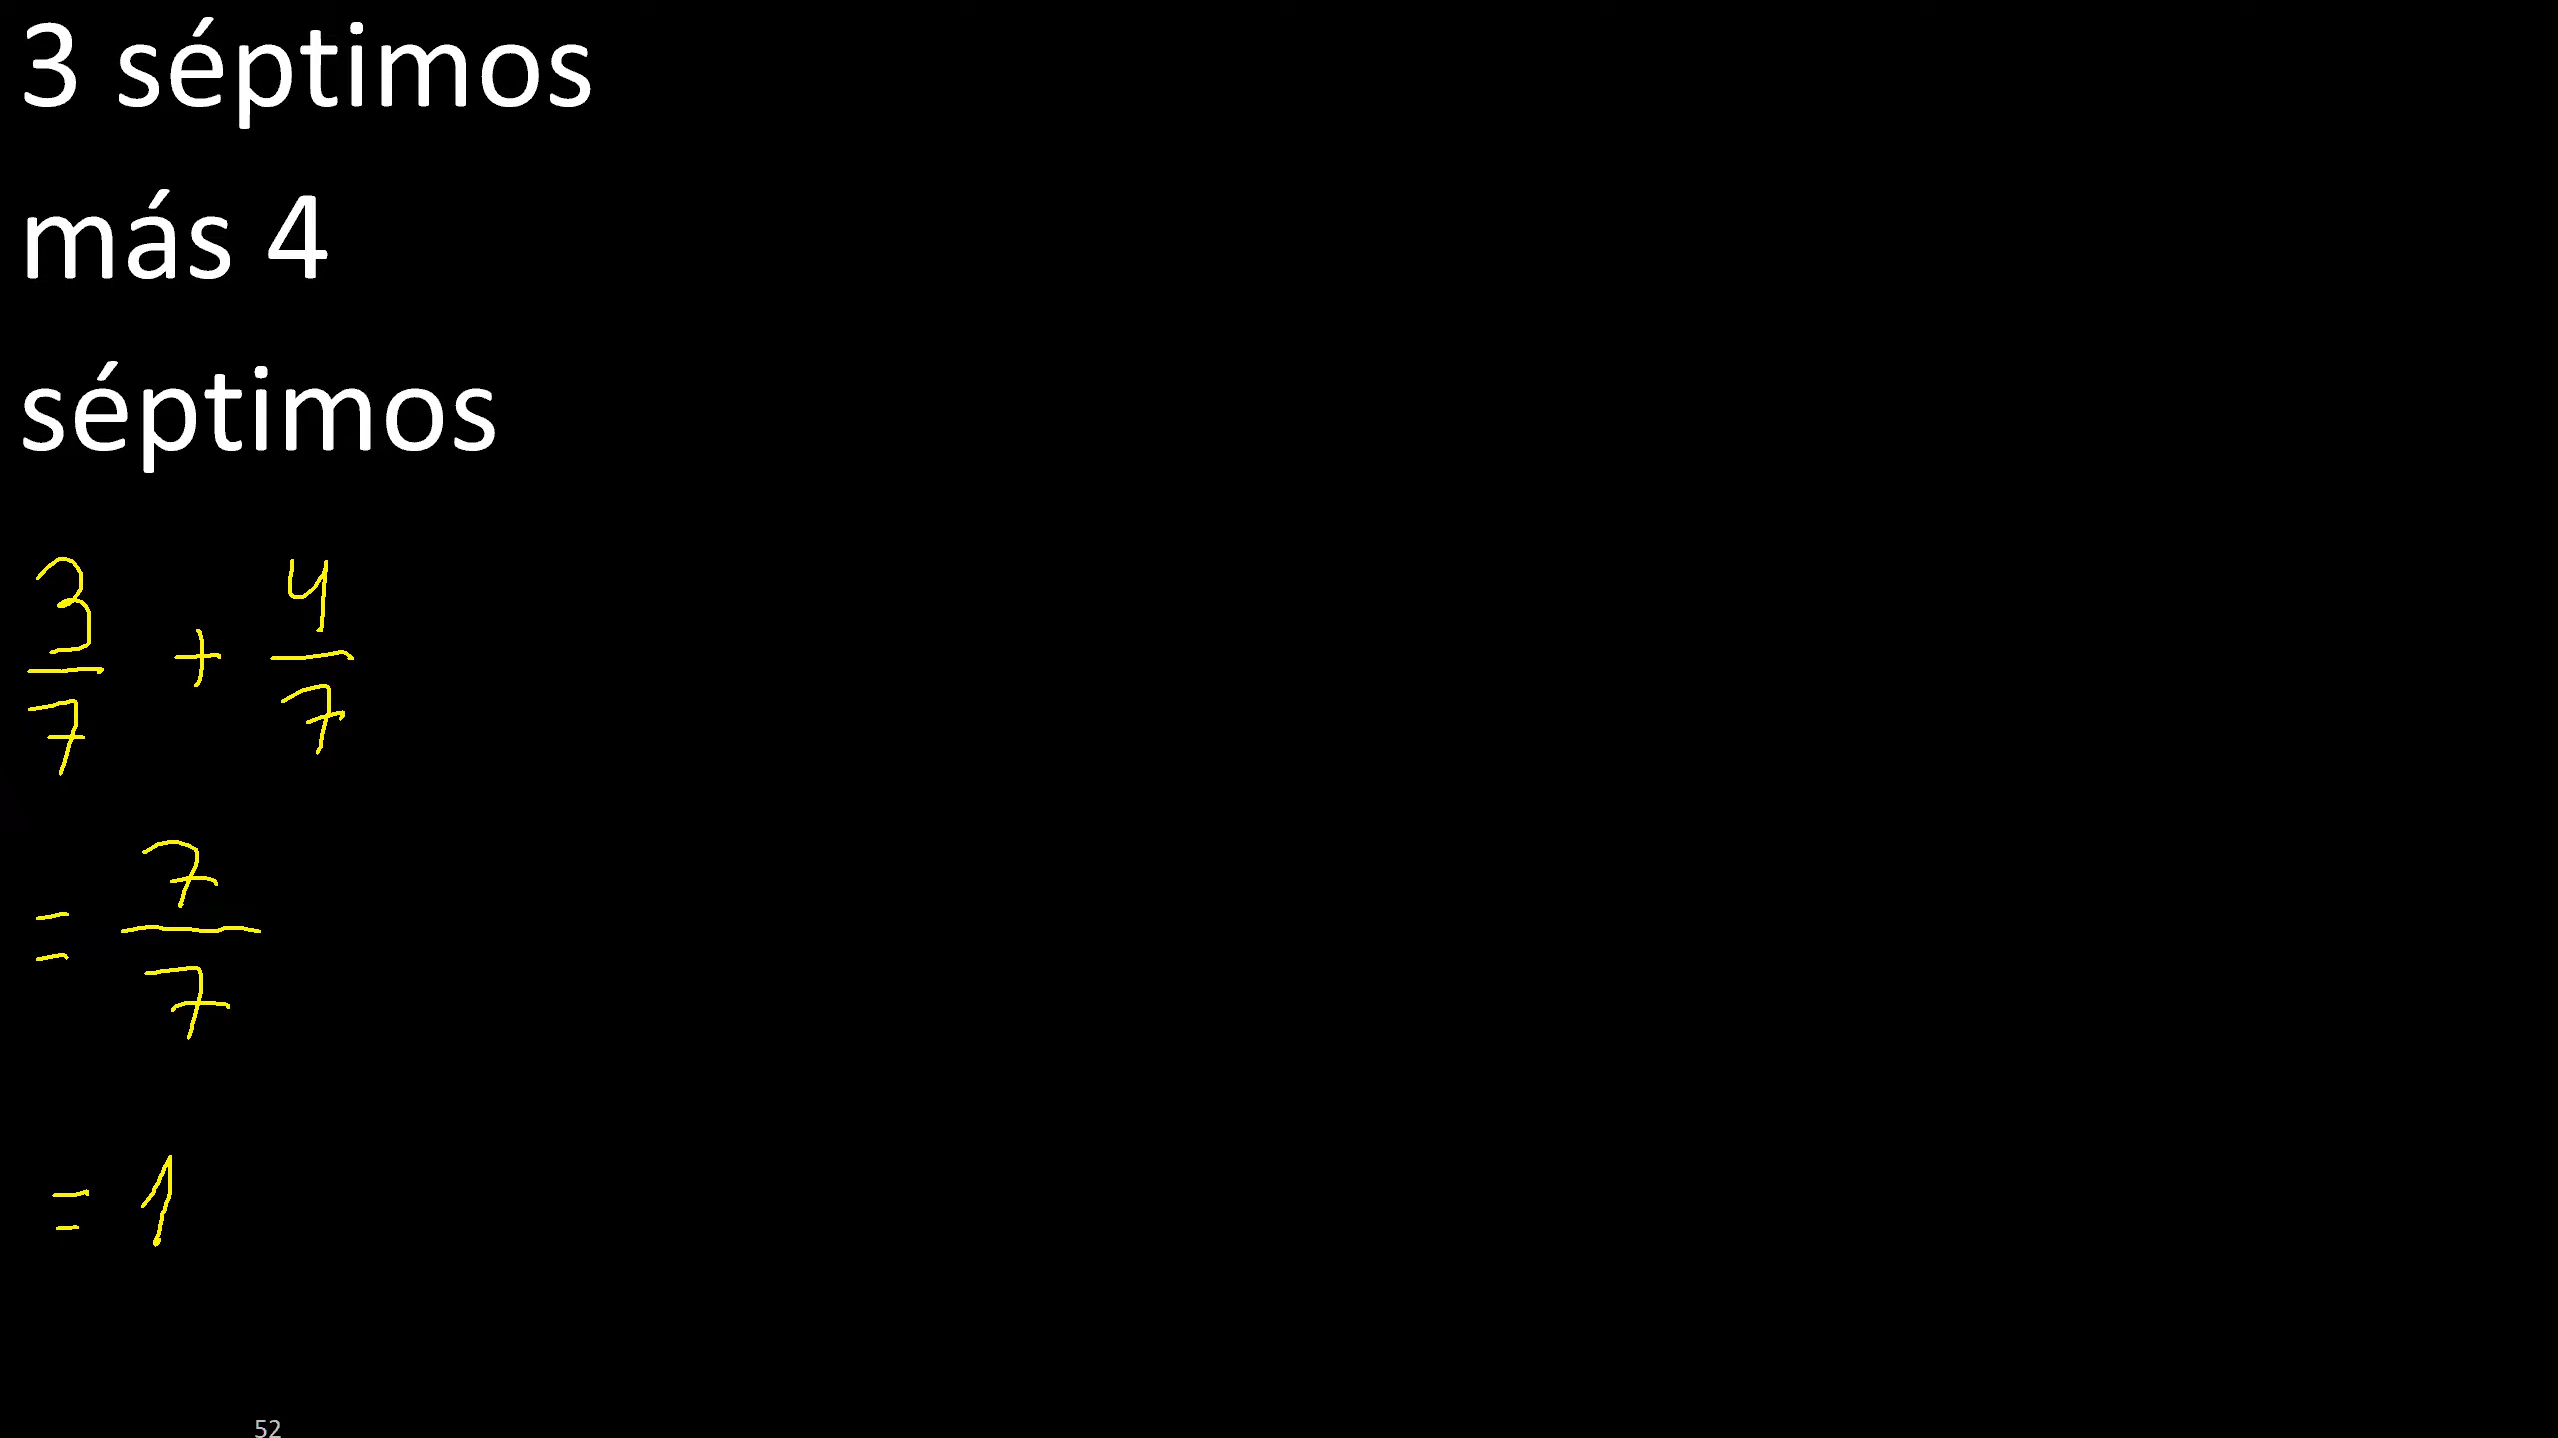 3 séptimos
más 4
séptimos
3/7 + 4/7
= 7/7
= 1
52